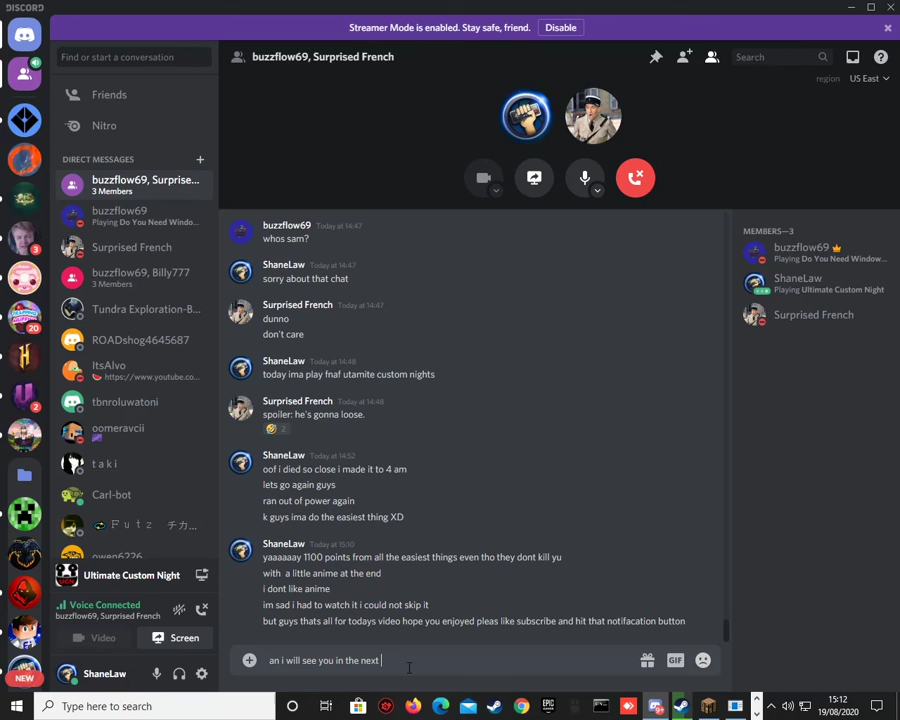 DISCORD
Streamer Mode is enabled. Stay safe, friend. Disable
Find or start a conversation
buzzflow69, Surprised French
Search
region US East
Friends
Nitro
DIRECT MESSAGES
buzzflow69, Surprise...
3 Members
buzzflow69
Playing Do You Need Windo...
Surprised French
buzzflow69, Billy777
3 Members
Tundra Exploration-B...
ROADshog4645687
ItsAlvo
https://www.youtube.co...
tbnroluwatoni
oomeravcii
t a k i
Carl-bot
F u t z チカ...
owen6226
3
20
2
NEW
Ultimate Custom Night
Voice Connected
buzzflow69, Surprised French
Video
Screen
ShaneLaw
buzzflow69 Today at 14:47
whos sam?
ShaneLaw Today at 14:47
sorry about that chat
Surprised French Today at 14:47
dunno
don't care
ShaneLaw Today at 14:48
today ima play fnaf utamite custom nights
Surprised French Today at 14:48
spoiler: he's gonna loose.
2
ShaneLaw Today at 14:52
oof i died so close i made it to 4 am
lets go again guys
ran out of power again
k guys ima do the easiest thing XD
ShaneLaw Today at 15:10
yaaaaaay 1100 points from all the easiest things even tho they dont kill yu
with a little anime at the end
i dont like anime
im sad i had to watch it i could not skip it
but guys thats all for todays video hope you enjoyed pleas like subscribe and hit that notifacation button
an i will see you in the next
GIF
MEMBERS—3
buzzflow69
Playing Do You Need Window...
ShaneLaw
Playing Ultimate Custom Night
Surprised French
Type here to search
EPIC
15:12
19/08/2020